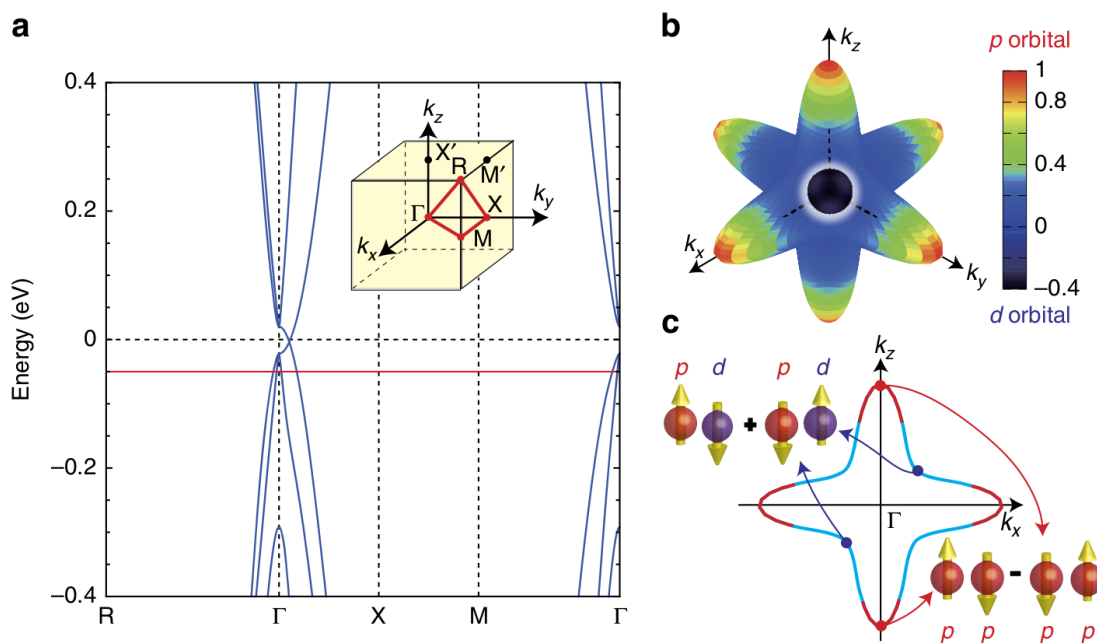 a
Energy (eV)
0.4
0.2
0
−0.2
−0.4
R
Γ
X
M
Γ
k_z
X′
R
M′
Γ
X
k_y
M
k_x
b
k_z
k_x
k_y
p orbital
1
0.8
0.4
0
−0.4
d orbital
c
k_z
p d p d
+
Γ
k_x
-
p p p p